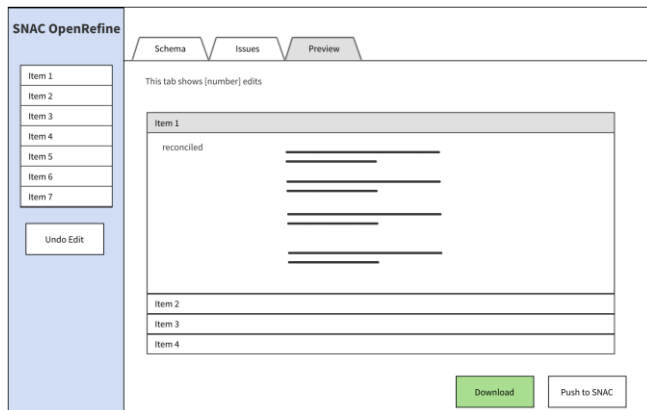 SNAC OpenRefine
Item 1
Item 2
Item 3
Item 4
Item 5
Item 6
Item 7
Undo Edit
Schema
Issues
Preview
This tab shows [number] edits
Item 1
reconciled
Item 2
Item 3
Item 4
Download
Push to SNAC